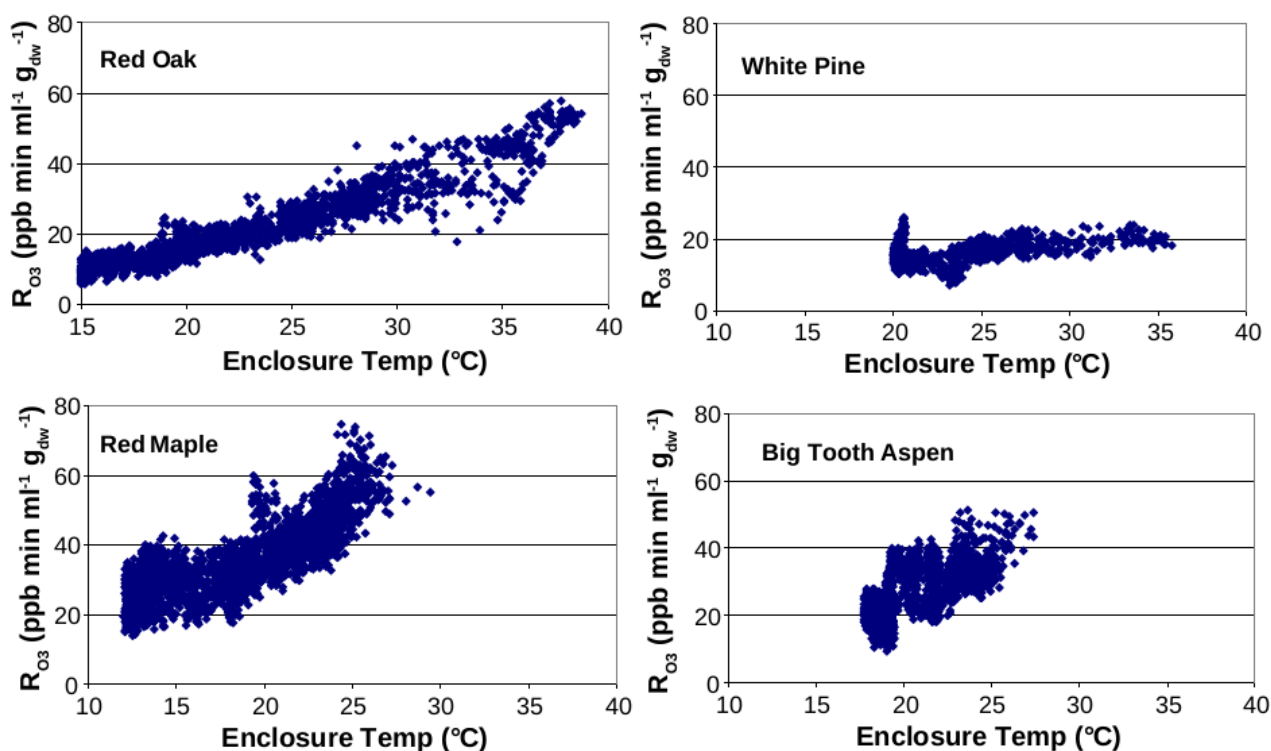 Red Oak
R_O3 (ppb min ml⁻¹ g_dw⁻¹)
80
60
40
20
0
15 20 25 30 35 40
Enclosure Temp (°C)
White Pine
R_O3 (ppb min ml⁻¹ g_dw⁻¹)
80
60
40
20
0
10 15 20 25 30 35 40
Enclosure Temp (°C)
Red Maple
R_O3 (ppb min ml⁻¹ g_dw⁻¹)
80
60
40
20
0
10 15 20 25 30 35 40
Enclosure Temp (°C)
Big Tooth Aspen
R_O3 (ppb min ml⁻¹ g_dw⁻¹)
80
60
40
20
0
10 15 20 25 30 35 40
Enclosure Temp (°C)